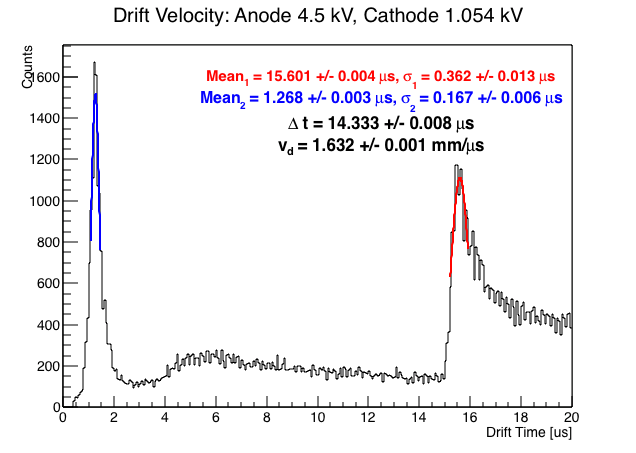 Drift Velocity: Anode 4.5 kV, Cathode 1.054 kV
Counts
Mean1 = 15.601 +/- 0.004 μs, σ1 = 0.362 +/- 0.013 μs
Mean2 = 1.268 +/- 0.003 μs, σ2 = 0.167 +/- 0.006 μs
Δ t = 14.333 +/- 0.008 μs
vd = 1.632 +/- 0.001 mm/μs
1600
1400
1200
1000
800
600
400
200
0
0 2 4 6 8 10 12 14 16 18 20
Drift Time [us]